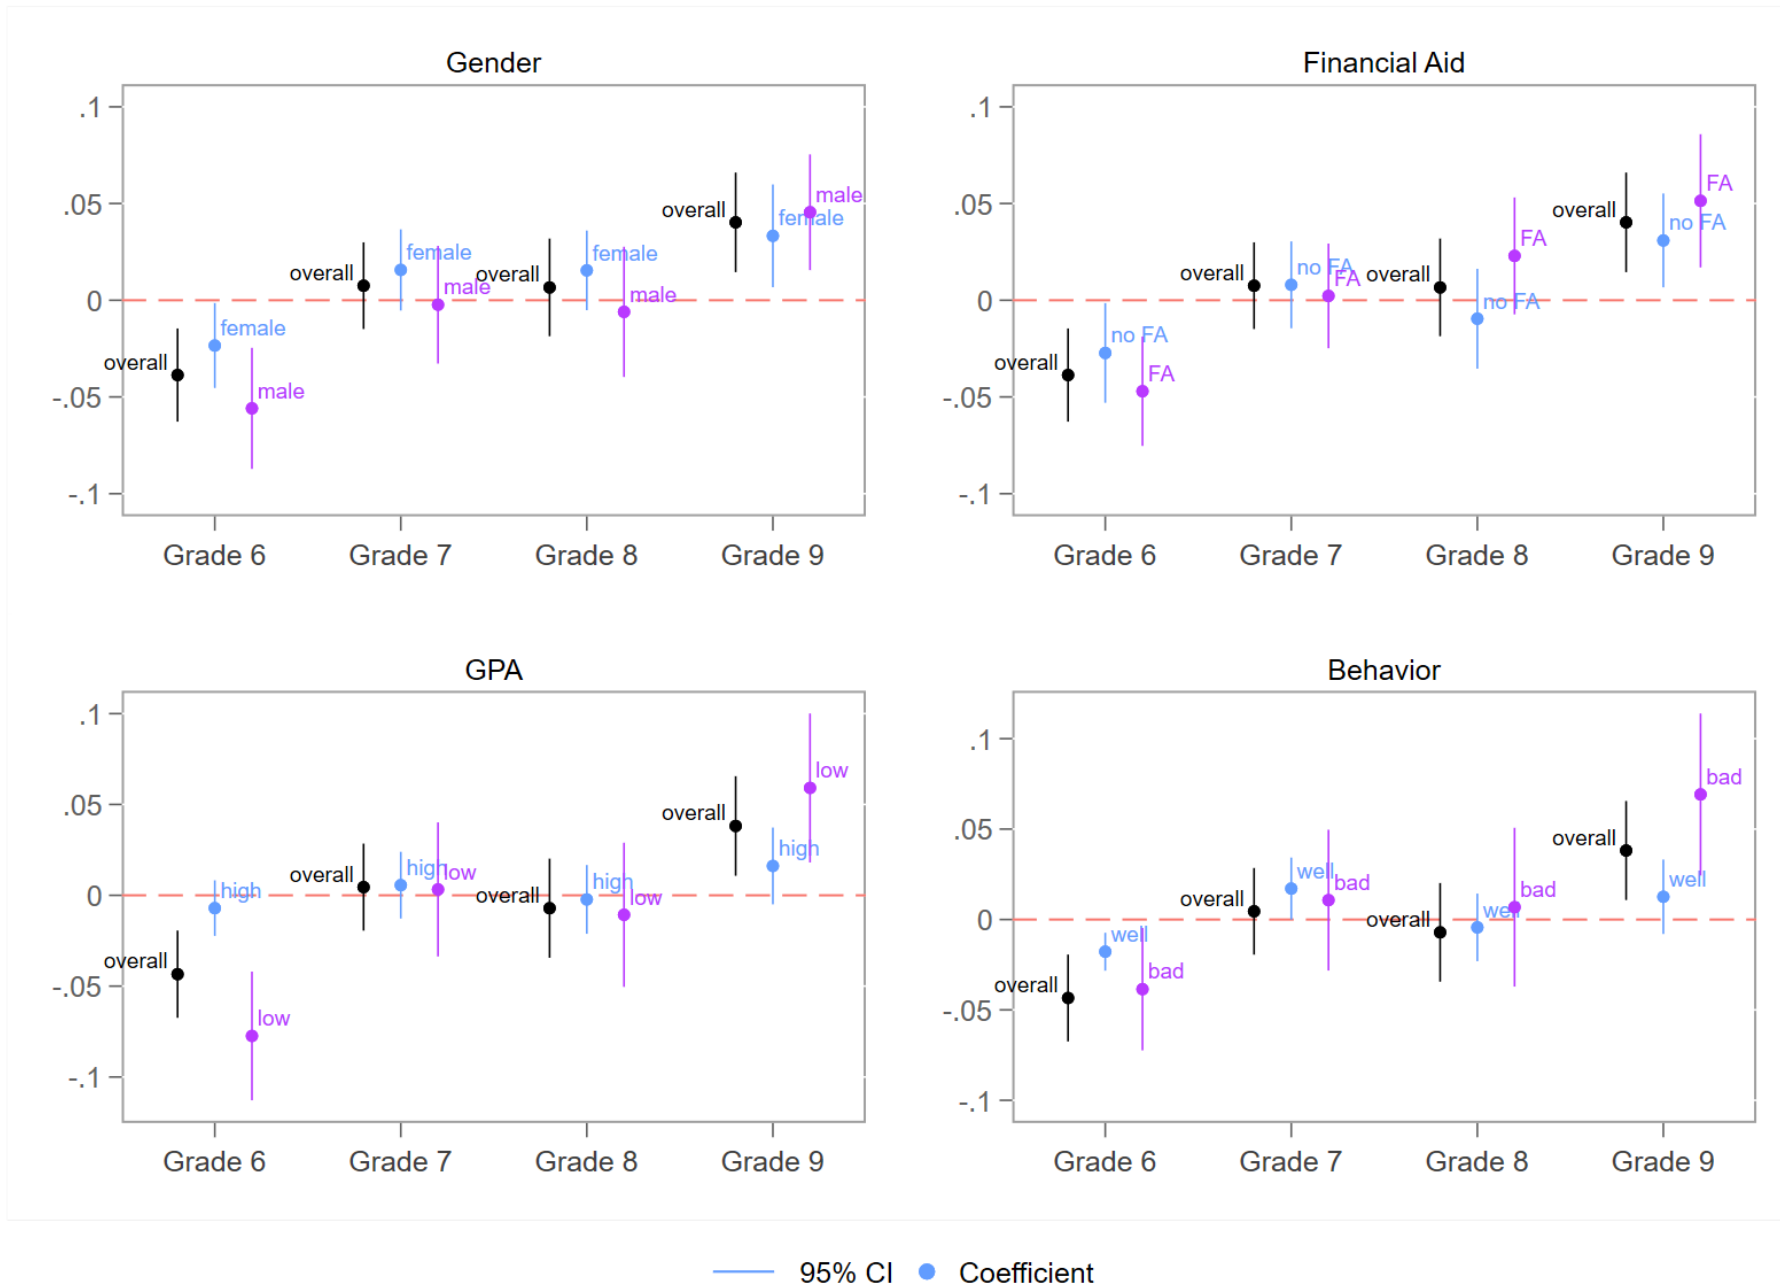 Gender
.1
.05
0
-.05
-.1
overall
female
male
overall
female
male
overall
female
male
overall
female
male
Grade 6
Grade 7
Grade 8
Grade 9
Financial Aid
.1
.05
0
-.05
-.1
overall
no FA
FA
overall
no FA
FA
overall
no FA
FA
overall
no FA
FA
Grade 6
Grade 7
Grade 8
Grade 9
GPA
.1
.05
0
-.05
-.1
overall
high
low
overall
high
low
overall
high
low
overall
high
low
Grade 6
Grade 7
Grade 8
Grade 9
Behavior
.1
.05
0
-.05
-.1
overall
well
bad
overall
well
bad
overall
well
bad
overall
well
bad
Grade 6
Grade 7
Grade 8
Grade 9
95% CI
Coefficient